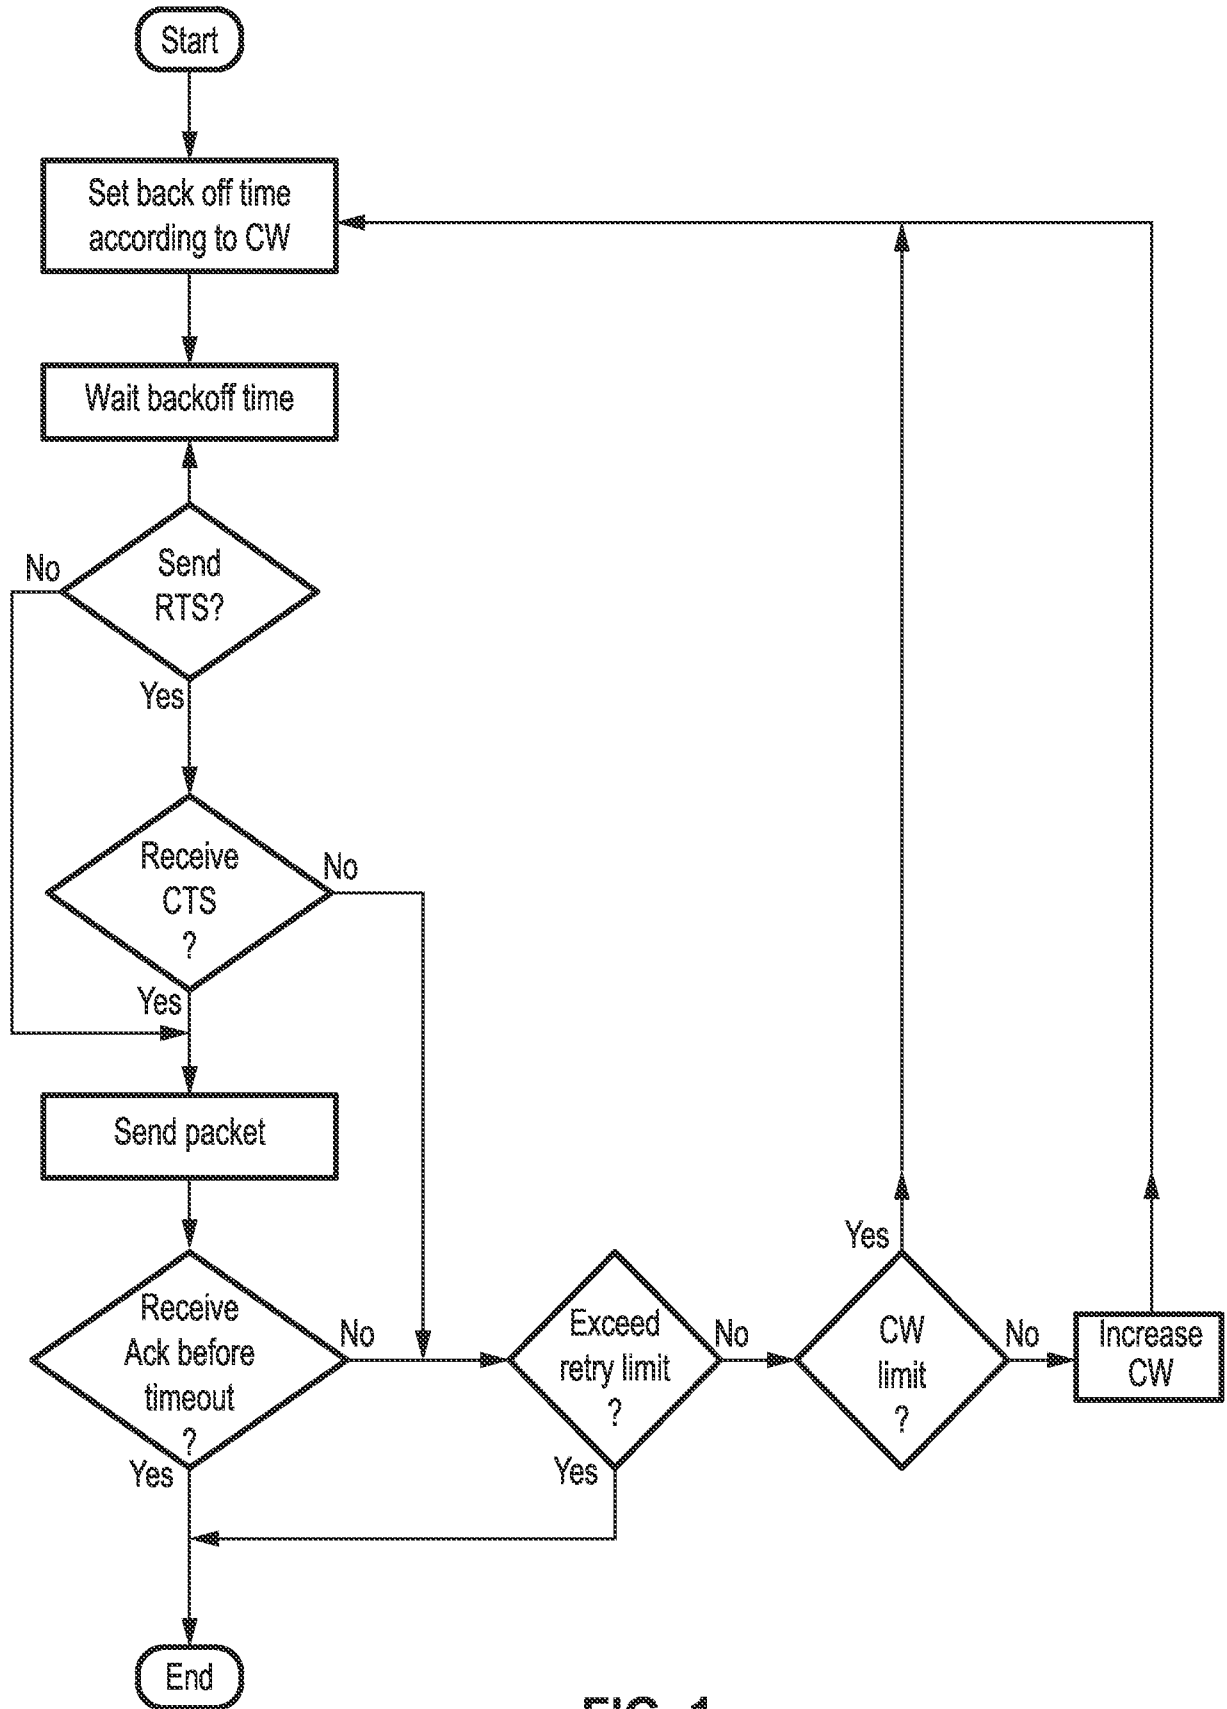 Start
Set back off time
according to CW
Wait backoff time
Send
RTS?
No
Yes
Receive
CTS
?
No
Yes
Send packet
Receive
Ack before
timeout
?
No
Yes
Exceed
retry limit
?
No
Yes
CW
limit
?
Yes
No
Increase
CW
End
FIG. 1